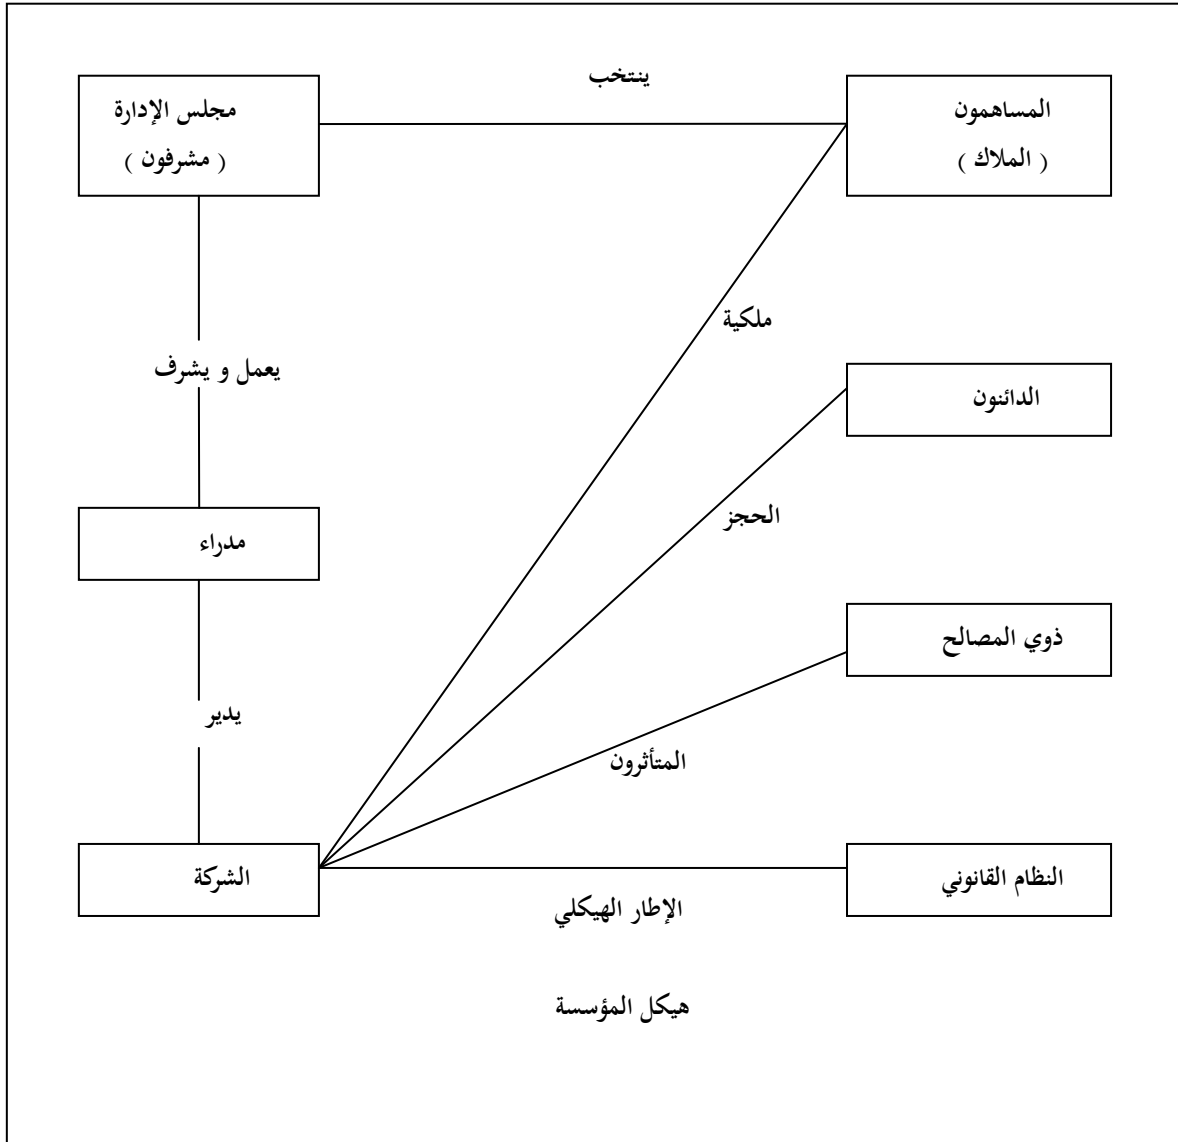 ينتخب
المساهمون
( الملاك )
مجلس الإدارة
( مشرفون )
ملكية
يعمل و يشرف
الدائنون
الحجز
مدراء
ذوي المصالح
يدير
المتأثرون
النظام القانوني
الشركة
الإطار الهيكلي
هيكل المؤسسة